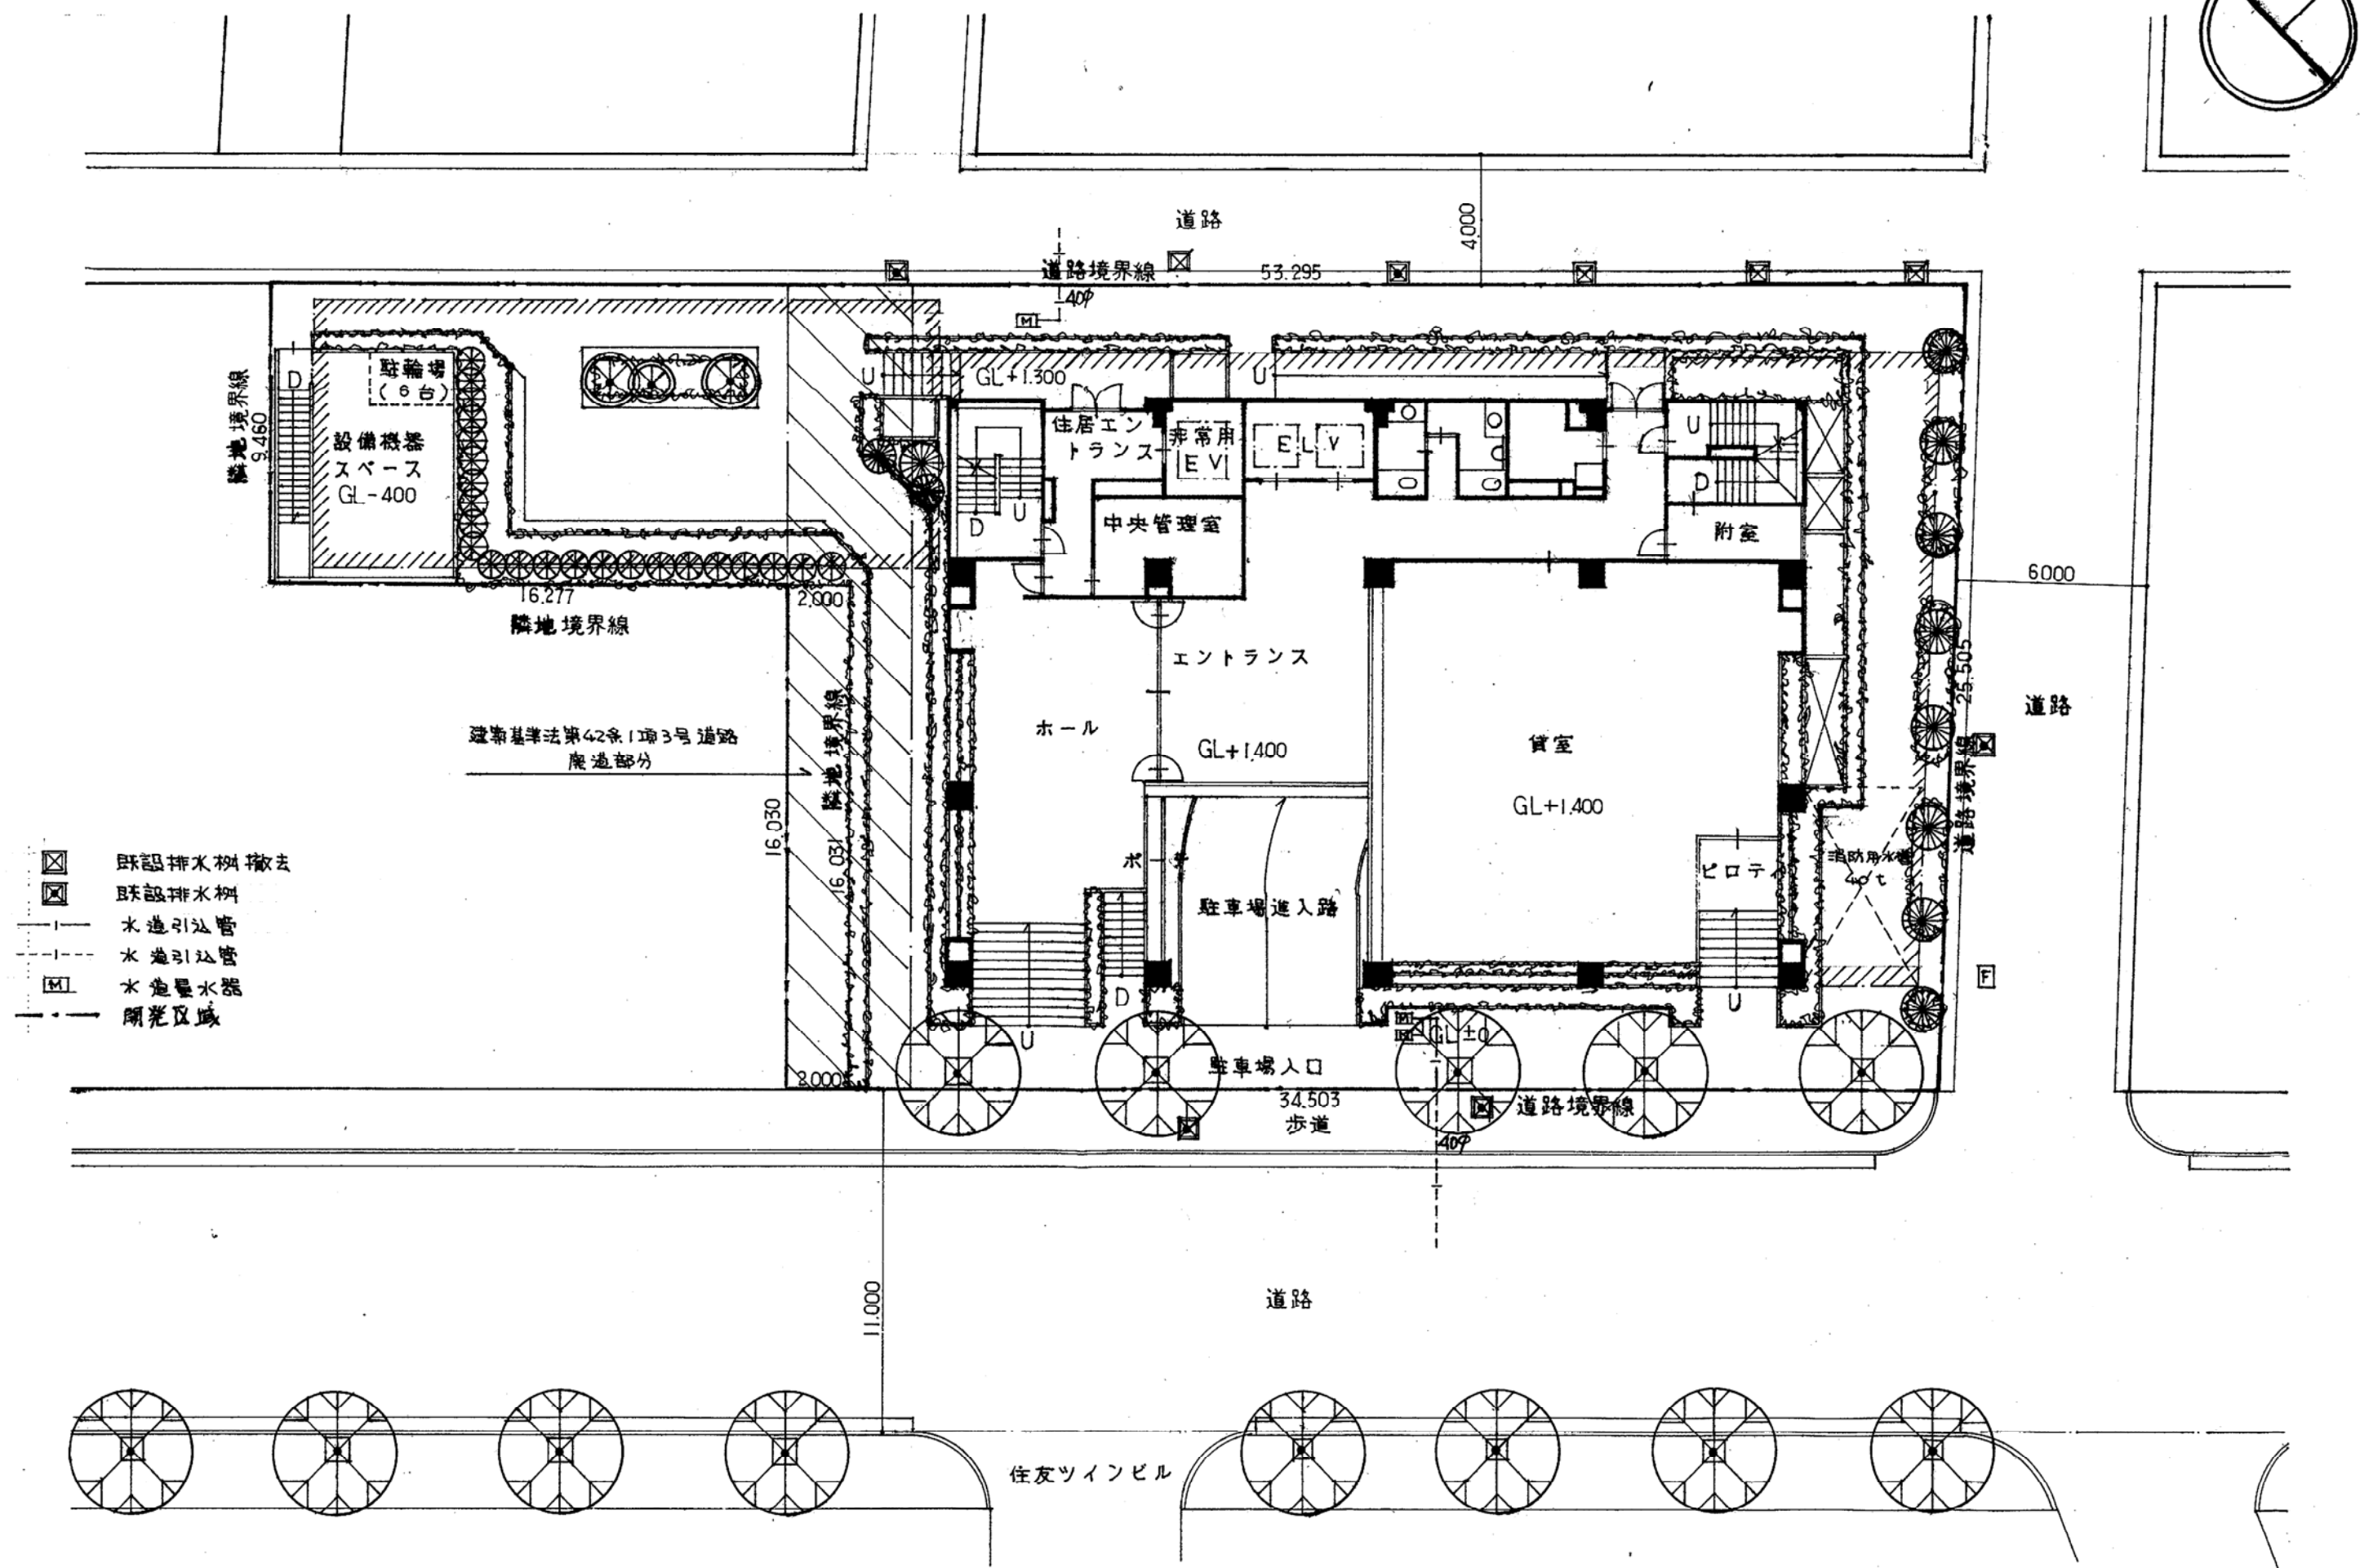 道路
4.000
道路境界線
53.295
40φ
M
U
GL+1.300
U
D
駐輪場
(6台)
隣地境界線
9.460
設備機器
スペース
GL-400
住居エン
トランス
非常用
EV
ELV
U
D
U
D
中央管理室
附室
6000
16.277
2.000
隣地境界線
エントランス
25.505
道路
ホール
GL+1.400
貸室
GL+1.400
建築基準法第42条1項3号道路
廃道部分
隣地境界線
16.030
16.031
道路境界線
ポーチ
ピロティ
消防用水槽
40t
駐車場進入路
既設排水桝撤去
既設排水桝
水道引込管
水道引込管
M
水道量水器
開発区域
F
D
U
U
GL±0
2.000
駐車場入口
34.503
道路境界線
歩道
40φ
11.000
道路
住友ツインビル